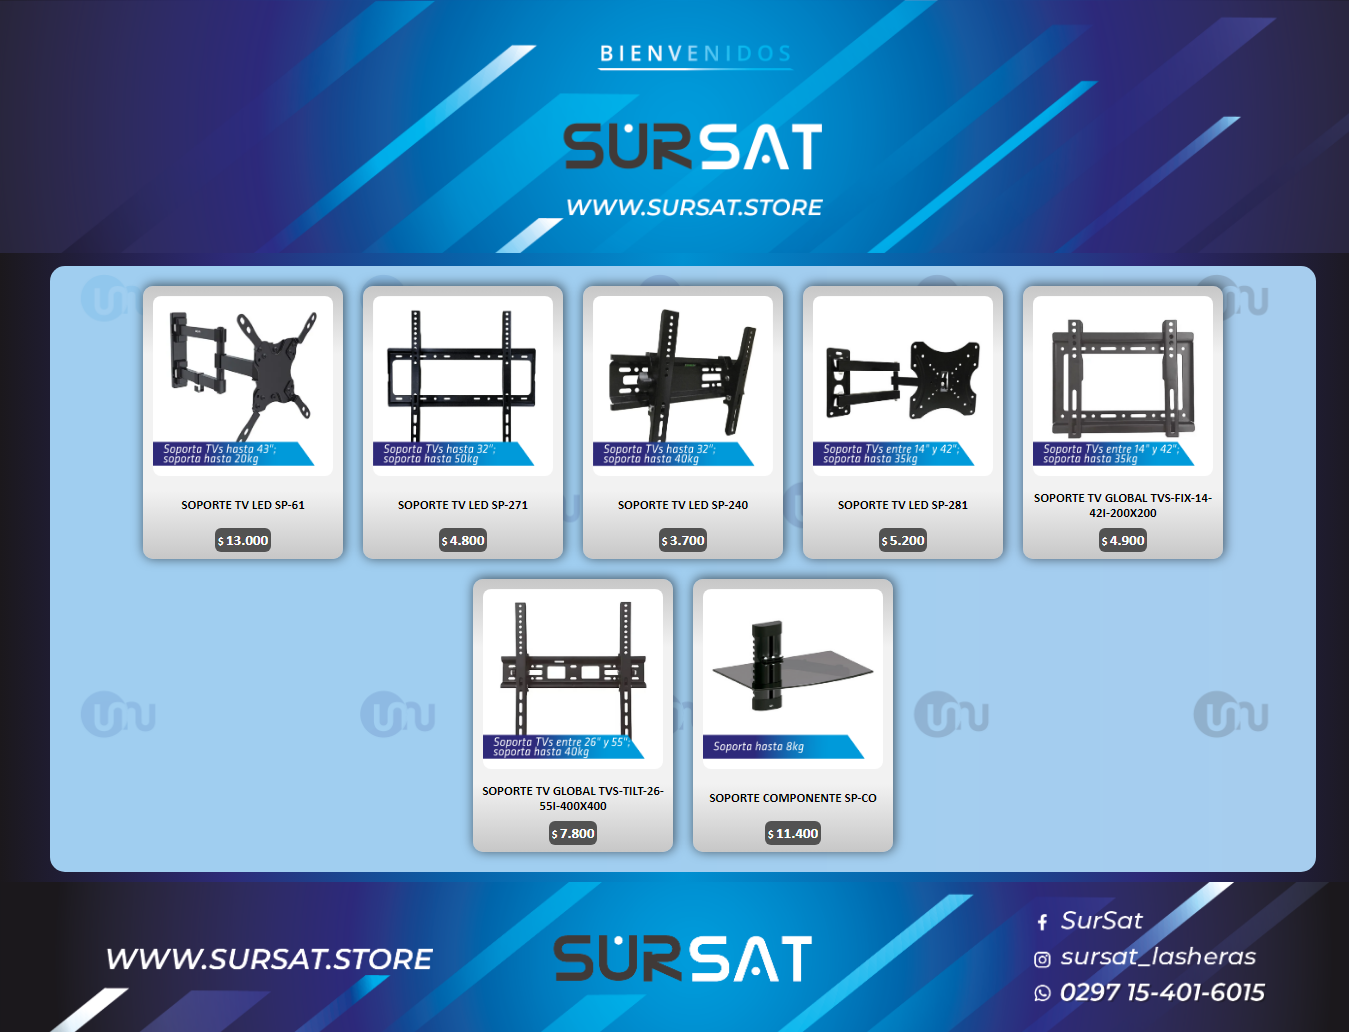 BIENVENIDOS
SURSAT
WWW.SURSAT.STORE
Soporta TVs hasta 43";
soporta hasta 20kg
SOPORTE TV LED SP-61
$ 13.000
Soporta TVs hasta 32";
soporta hasta 50kg
SOPORTE TV LED SP-271
$ 4.800
Soporta TVs hasta 32";
soporta hasta 40kg
SOPORTE TV LED SP-240
$ 3.700
Soporta TVs entre 14" y 42";
soporta hasta 35kg
SOPORTE TV LED SP-281
$ 5.200
Soporta TVs entre 14" y 42";
soporta hasta 35kg
SOPORTE TV GLOBAL TVS-FIX-14-
42I-200X200
$ 4.900
Soporta TVs entre 26" y 55";
soporta hasta 40kg
SOPORTE TV GLOBAL TVS-TILT-26-
55I-400X400
$ 7.800
Soporta hasta 8kg
SOPORTE COMPONENTE SP-CO
$ 11.400
WWW.SURSAT.STORE
SURSAT
SurSat
sursat_lasheras
0297 15-401-6015